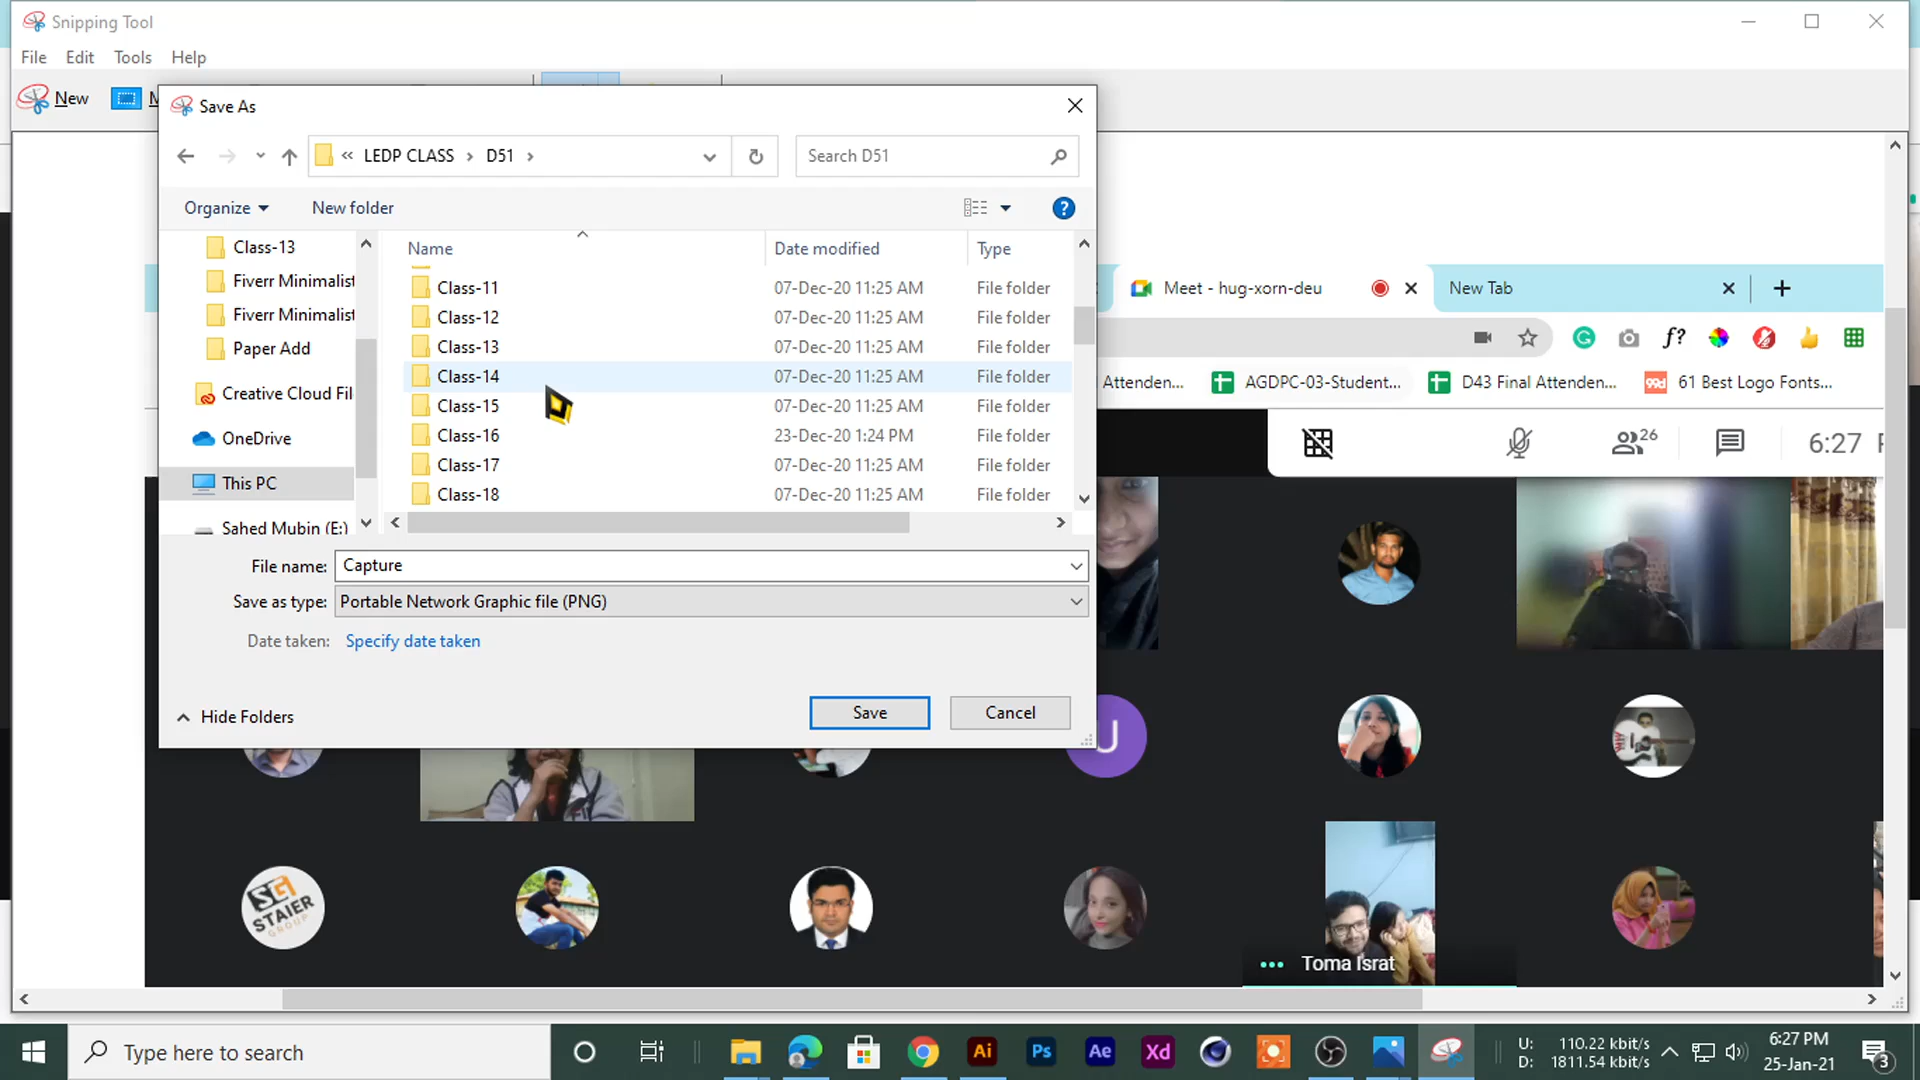 Snipping Tool
File Edit Tools Help
New
Save As
« LEDP CLASS › D51 ›
Search D51
Organize
New folder
Class-13
Fiverr Minimalist
Fiverr Minimalist
Paper Add
Creative Cloud Fil
OneDrive
This PC
Sahed Mubin (E:)
Name Date modified Type
Class-11 07-Dec-20 11:25 AM File folder
Class-12 07-Dec-20 11:25 AM File folder
Class-13 07-Dec-20 11:25 AM File folder
Class-14 07-Dec-20 11:25 AM File folder
Class-15 07-Dec-20 11:25 AM File folder
Class-16 23-Dec-20 1:24 PM File folder
Class-17 07-Dec-20 11:25 AM File folder
Class-18 07-Dec-20 11:25 AM File folder
File name: Capture
Save as type: Portable Network Graphic file (PNG)
Date taken: Specify date taken
Hide Folders
Save
Cancel
Meet - hug-xorn-deu
New Tab
f?
Attenden...
AGDPC-03-Student...
D43 Final Attenden...
99d
61 Best Logo Fonts...
26
6:27
U
SG
STAIER
GROUP
Toma Israt
Type here to search
Ai
Ps
Ae
Xd
U: 110.22 kbit/s
D: 1811.54 kbit/s
6:27 PM
25-Jan-21
3